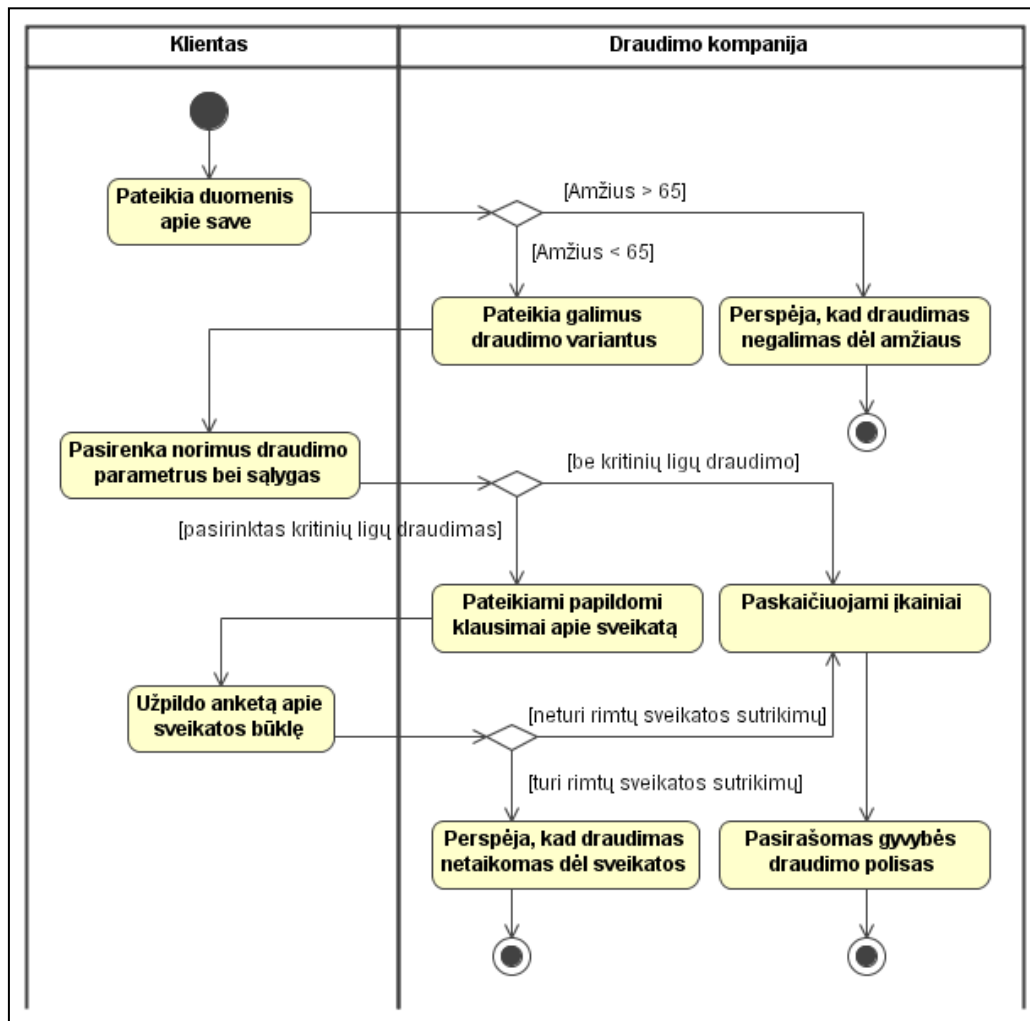 Klientas
Draudimo kompanija
Pateikia duomenis
apie save
[Amžius > 65]
[Amžius < 65]
Pateikia galimus
draudimo variantus
Perspėja, kad draudimas
negalimas dėl amžiaus
Pasirenka norimus draudimo
parametrus bei sąlygas
[be kritinių ligų draudimo]
[pasirinktas kritinių ligų draudimas]
Pateikiami papildomi
klausimai apie sveikatą
Paskaičiuojami įkainiai
Užpildo anketą apie
sveikatos būklę
[neturi rimtų sveikatos sutrikimų]
[turi rimtų sveikatos sutrikimų]
Perspėja, kad draudimas
netaikomas dėl sveikatos
Pasirašomas gyvybės
draudimo polisas